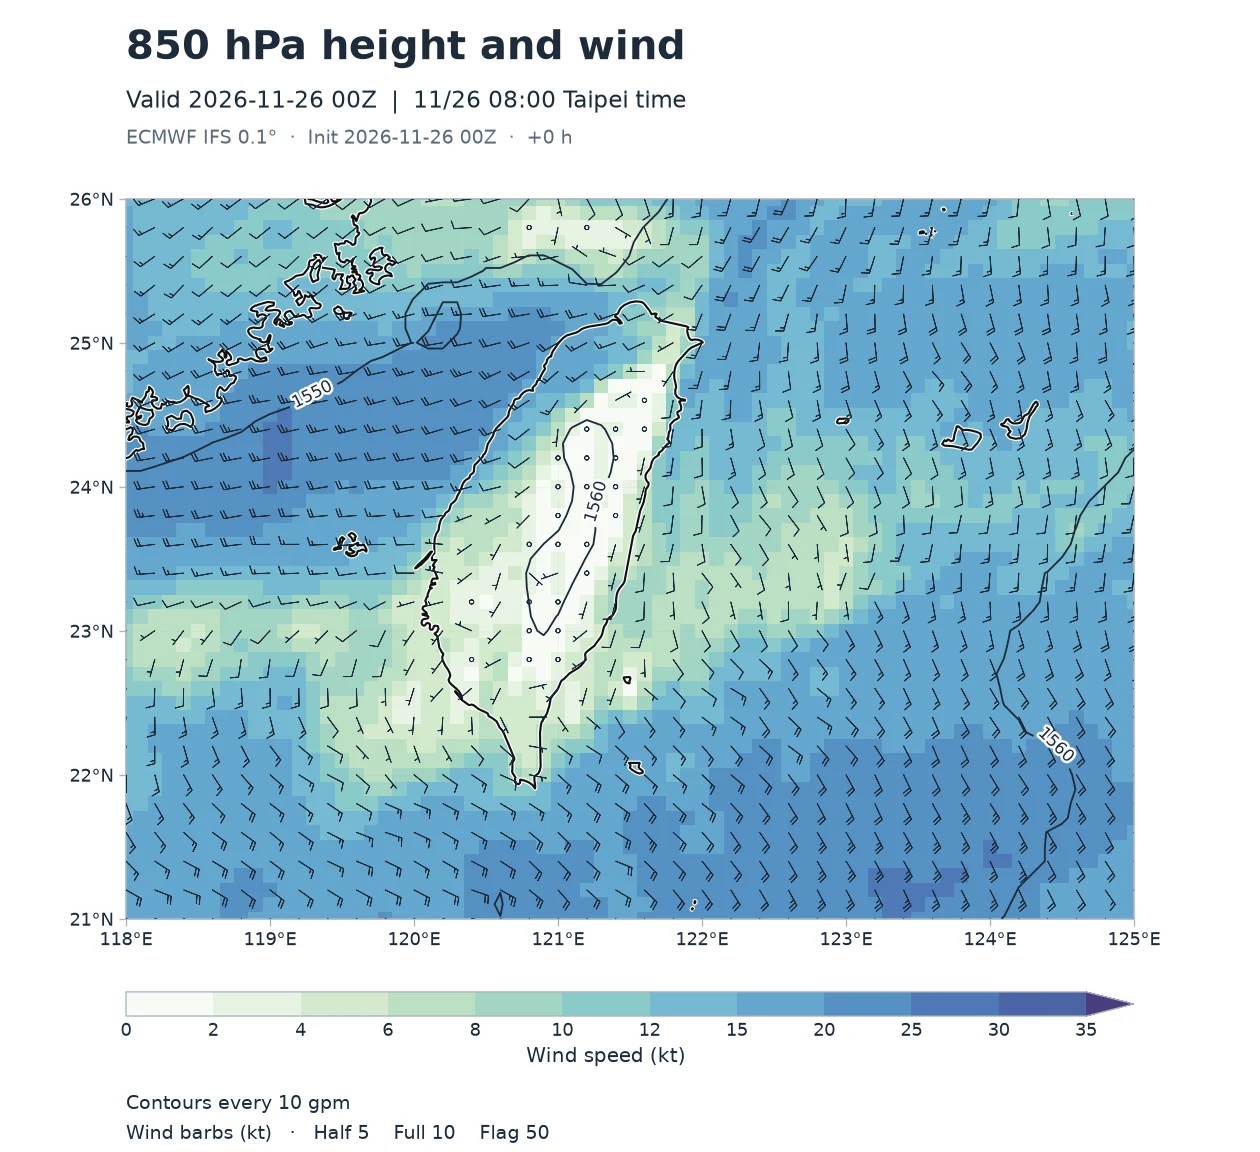 850 hPa height and wind
Valid 2026-11-26 00Z | 11/26 08:00 Taipei time
ECMWF IFS 0.1° · Init 2026-11-26 00Z · +0 h
26°N
25°N
24°N
23°N
22°N
21°N
1550
1560
1560
118°E 119°E 120°E 121°E 122°E 123°E 124°E 125°E
0 2 4 6 8 10 12 15 20 25 30 35
Wind speed (kt)
Contours every 10 gpm
Wind barbs (kt) · Half 5 Full 10 Flag 50